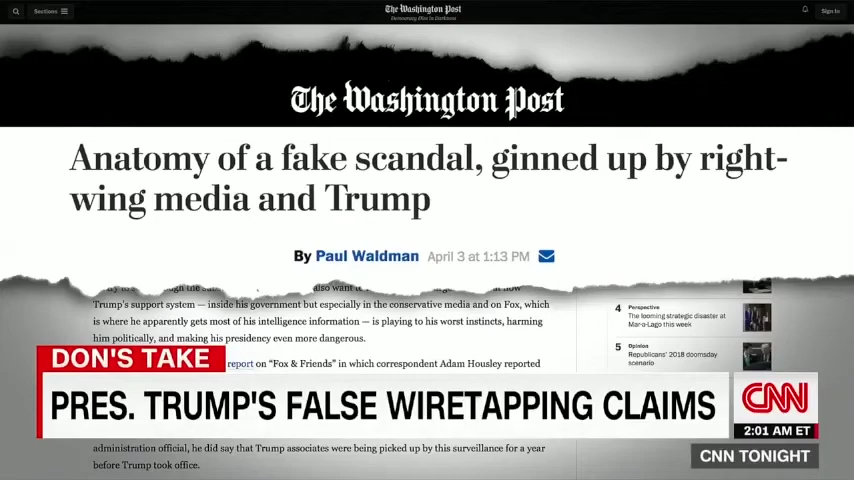 Sections
The Washington Post
Democracy Dies in Darkness
Sign In
The Washington Post
Anatomy of a fake scandal, ginned up by right-
wing media and Trump
By Paul Waldman April 3 at 1:13 PM
also want
Trump's support system — inside his government but especially in the conservative media and on Fox, which
is where he apparently gets most of his intelligence information — is playing to his worst instincts, harming
him politically, and making his presidency even more dangerous.
report on "Fox & Friends" in which correspondent Adam Housley reported
administration official, he did say that Trump associates were being picked up by this surveillance for a year
before Trump took office.
4 Perspective
The looming strategic disaster at
Mar-a-Lago this week
5 Opinion
Republicans' 2018 doomsday
scenario
DON'S TAKE
PRES. TRUMP'S FALSE WIRETAPPING CLAIMS
CNN
2:01 AM ET
CNN TONIGHT